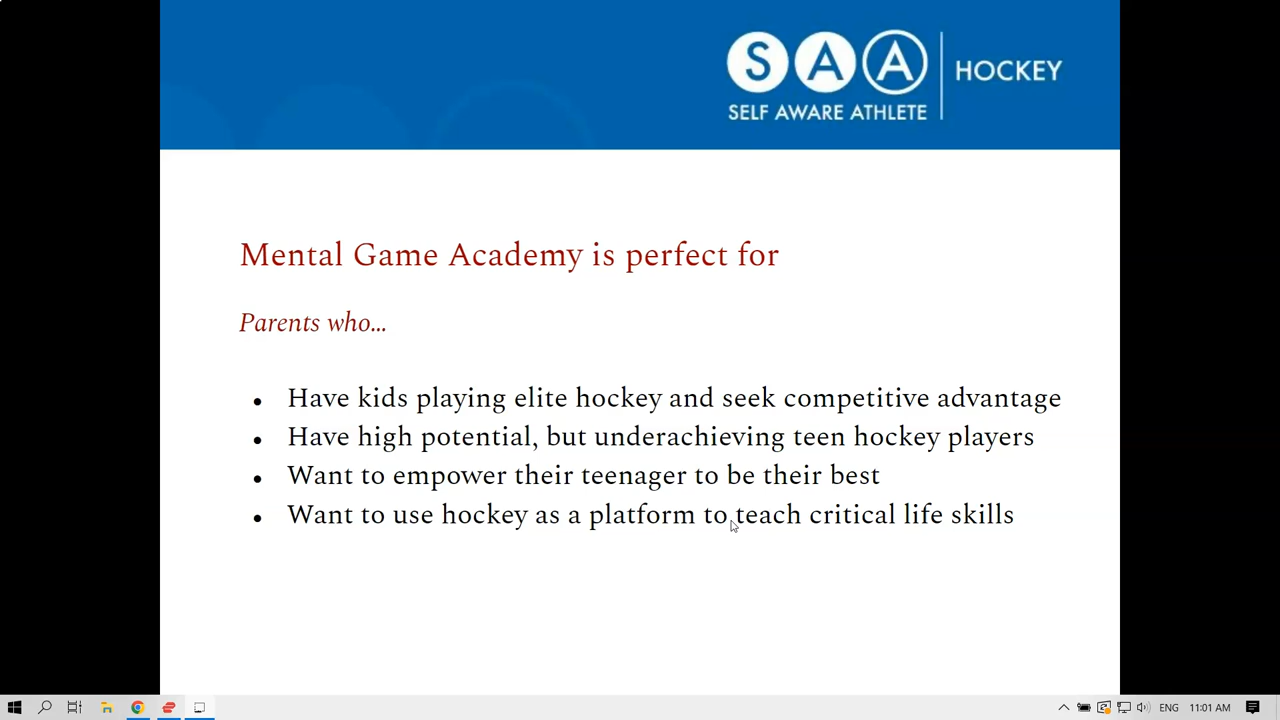 S A A
SELF AWARE ATHLETE
HOCKEY
Mental Game Academy is perfect for
Parents who...
• Have kids playing elite hockey and seek competitive advantage
• Have high potential, but underachieving teen hockey players
• Want to empower their teenager to be their best
• Want to use hockey as a platform to teach critical life skills
ENG 11:01 AM